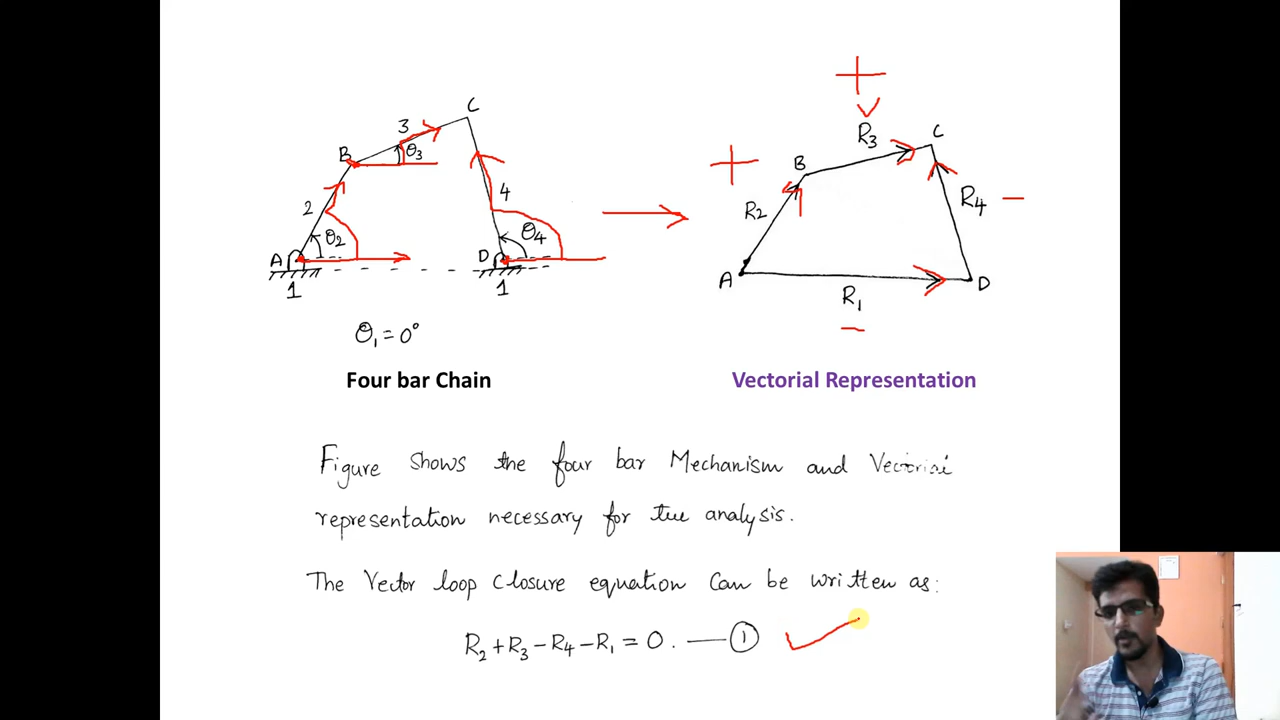 C
3
B
θ3
2
4
θ2
θ4
A
D
1
1
θ1 = 0°
Four bar Chain
+
R3
C
+
B
R2
R4 –
A
D
R1
–
Vectorial Representation
Figure shows the four bar Mechanism and Vectorial
representation necessary for the analysis.
The Vector loop closure equation can be written as:
R2 + R3 – R4 – R1 = 0. — ①